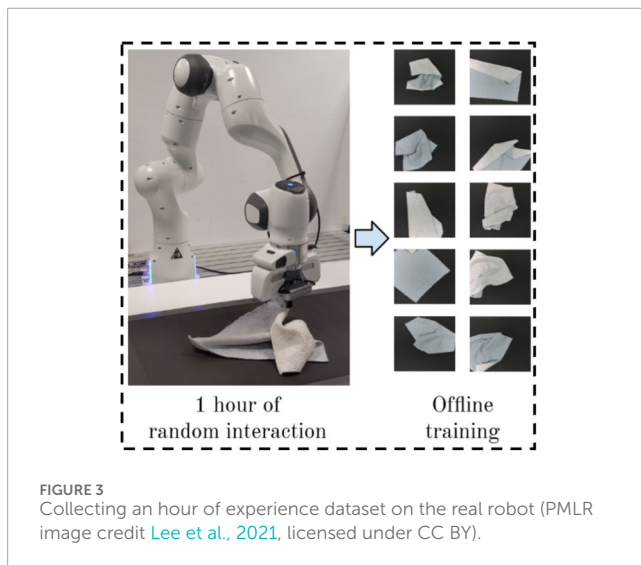 1 hour of
random interaction
Offline
training
FIGURE 3
Collecting an hour of experience dataset on the real robot (PMLR
image credit Lee et al., 2021, licensed under CC BY).